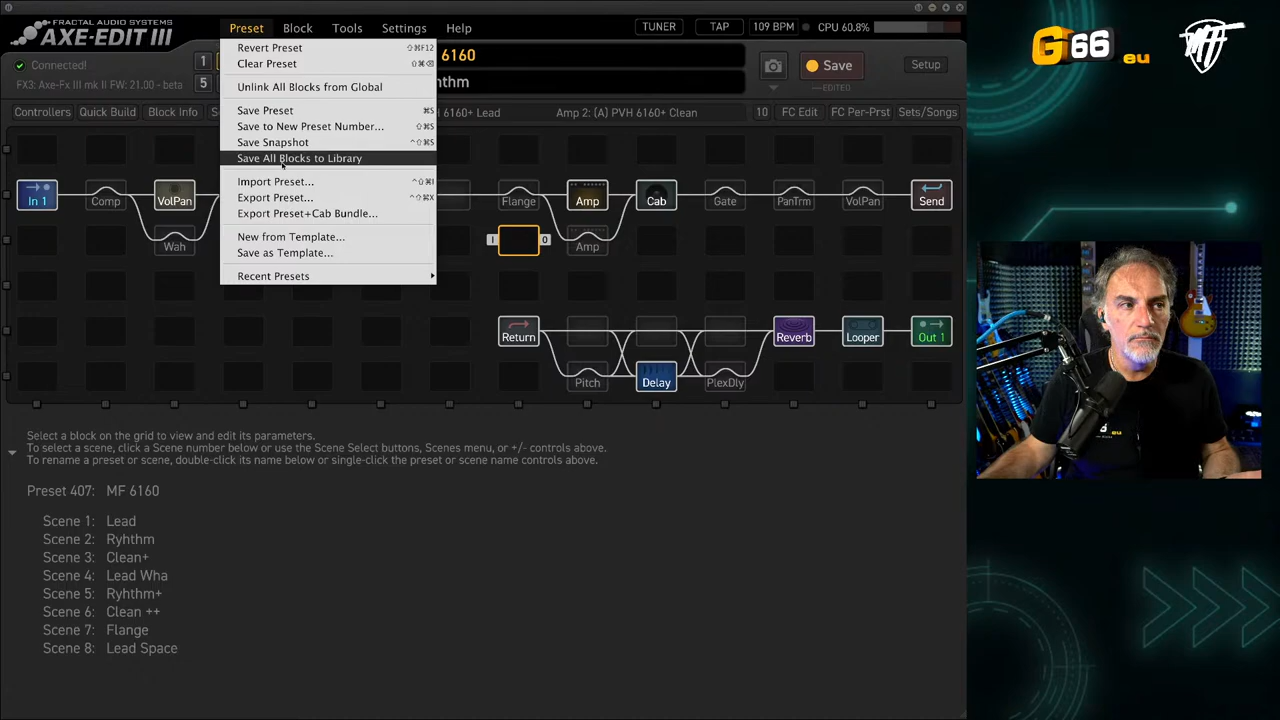 FRACTAL AUDIO SYSTEMS
AXE-EDIT III
Preset Block Tools Settings Help
TUNER TAP 109 BPM CPU 60.8%
Connected!
FX3: Axe-Fx III mk II FW: 21.00 - beta
1
5
6160
thm
Save
—EDITED
Setup
Revert Preset ⇧⌘F12
Clear Preset ⇧⌘⌫
Unlink All Blocks from Global
Save Preset ⌘S
Save to New Preset Number... ⇧⌘S
Save Snapshot ^⇧⌘S
Save All Blocks to Library
Import Preset... ^⇧⌘I
Export Preset... ^⇧⌘X
Export Preset+Cab Bundle...
New from Template...
Save as Template...
Recent Presets
Controllers Quick Build Block Info S
6160+ Lead Amp 2: (A) PVH 6160+ Clean 10 FC Edit FC Per-Prst Sets/Songs
In 1 Comp VolPan Flange Amp Cab Gate PanTrm VolPan Send
Wah I O Amp
Return Reverb Looper Out 1
Pitch Delay PlexDly
Select a block on the grid to view and edit its parameters.
To select a scene, click a Scene number below or use the Scene Select buttons, Scenes menu, or +/- controls above.
To rename a preset or scene, double-click its name below or single-click the preset or scene name controls above.
Preset 407: MF 6160
Scene 1: Lead
Scene 2: Ryhthm
Scene 3: Clean+
Scene 4: Lead Wha
Scene 5: Ryhthm+
Scene 6: Clean ++
Scene 7: Flange
Scene 8: Lead Space
G66.eu
.eu